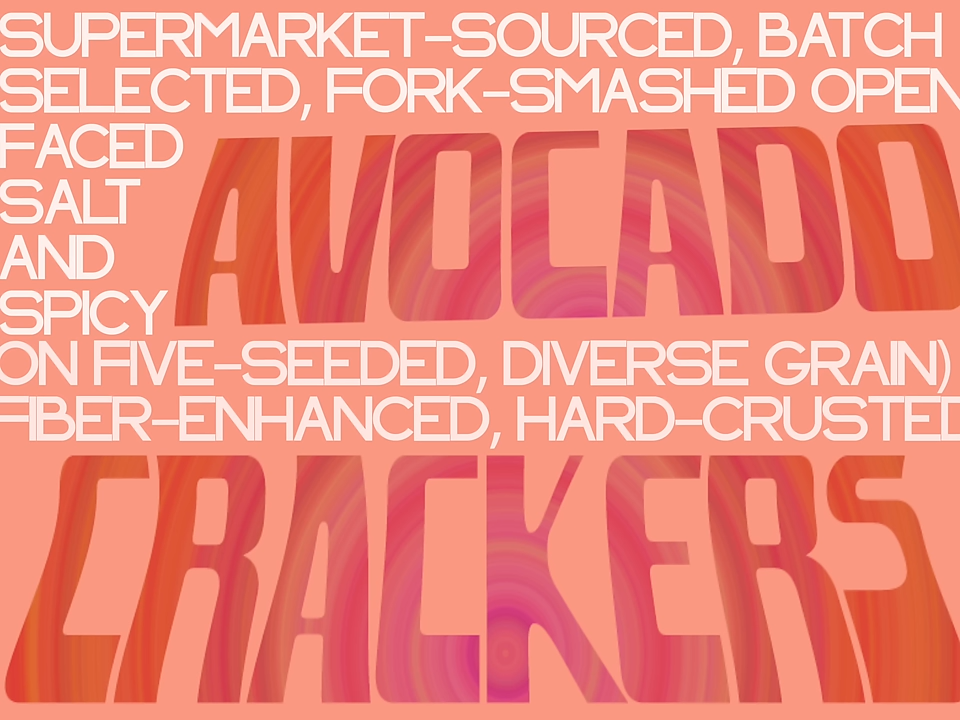 SUPERMARKET-SOURCED, BATCH
SELECTED, FORK-SMASHED OPEN
FACED
SALT
AND
SPICY
AVOCADO
ON FIVE-SEEDED, DIVERSE GRAIN)
FIBER-ENHANCED, HARD-CRUSTED
CRACKERS